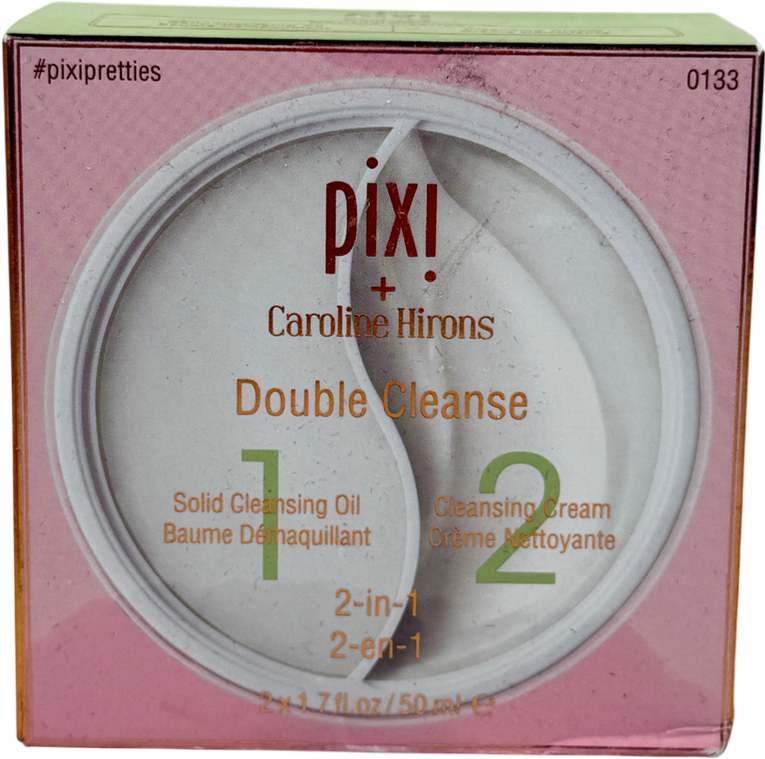 #pixipretties
0133
pixi
+
Caroline Hirons
Double Cleanse
1
2
Solid Cleansing Oil
Baume Démaquillant
Cleansing Cream
Crème Nettoyante
2-in-1
2-en-1
2 x 1.7 fl.oz / 50 ml ℮